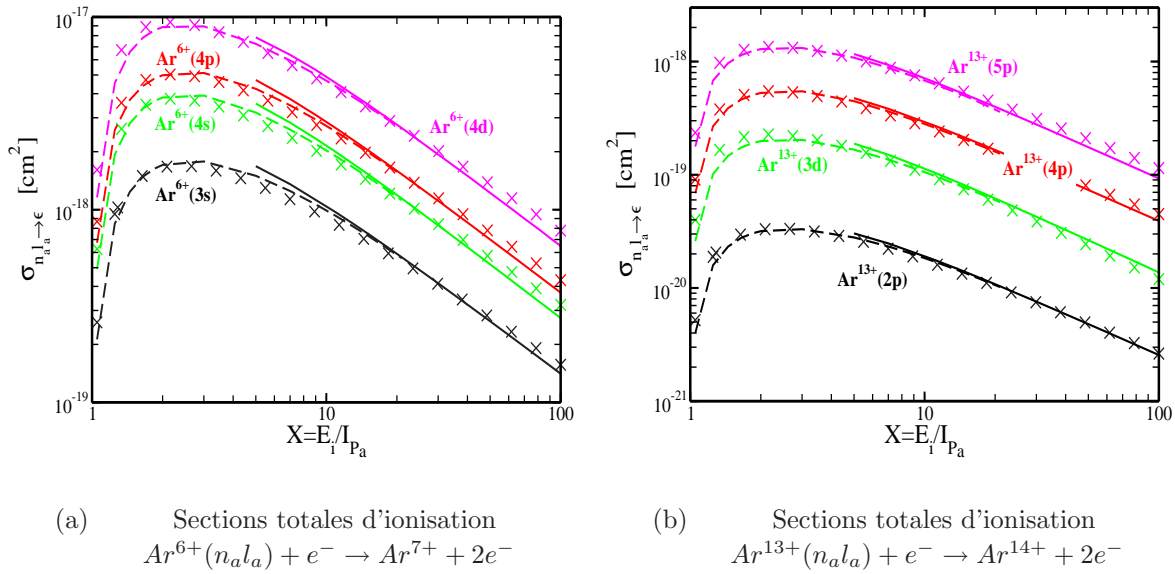 10^-17
10^-18
10^-19
σ_{n_a l_a → ε} [cm^2]
Ar^{6+}(4p)
Ar^{6+}(4s)
Ar^{6+}(3s)
Ar^{6+}(4d)
1 10 100
X=E_i/I_{P_a}
10^-18
10^-19
10^-20
10^-21
σ_{n_a l_a → ε} [cm^2]
Ar^{13+}(5p)
Ar^{13+}(4p)
Ar^{13+}(3d)
Ar^{13+}(2p)
1 10 100
X=E_i/I_{P_a}
(a) Sections totales d'ionisation
Ar^{6+}(n_a l_a) + e^- → Ar^{7+} + 2e^-
(b) Sections totales d'ionisation
Ar^{13+}(n_a l_a) + e^- → Ar^{14+} + 2e^-